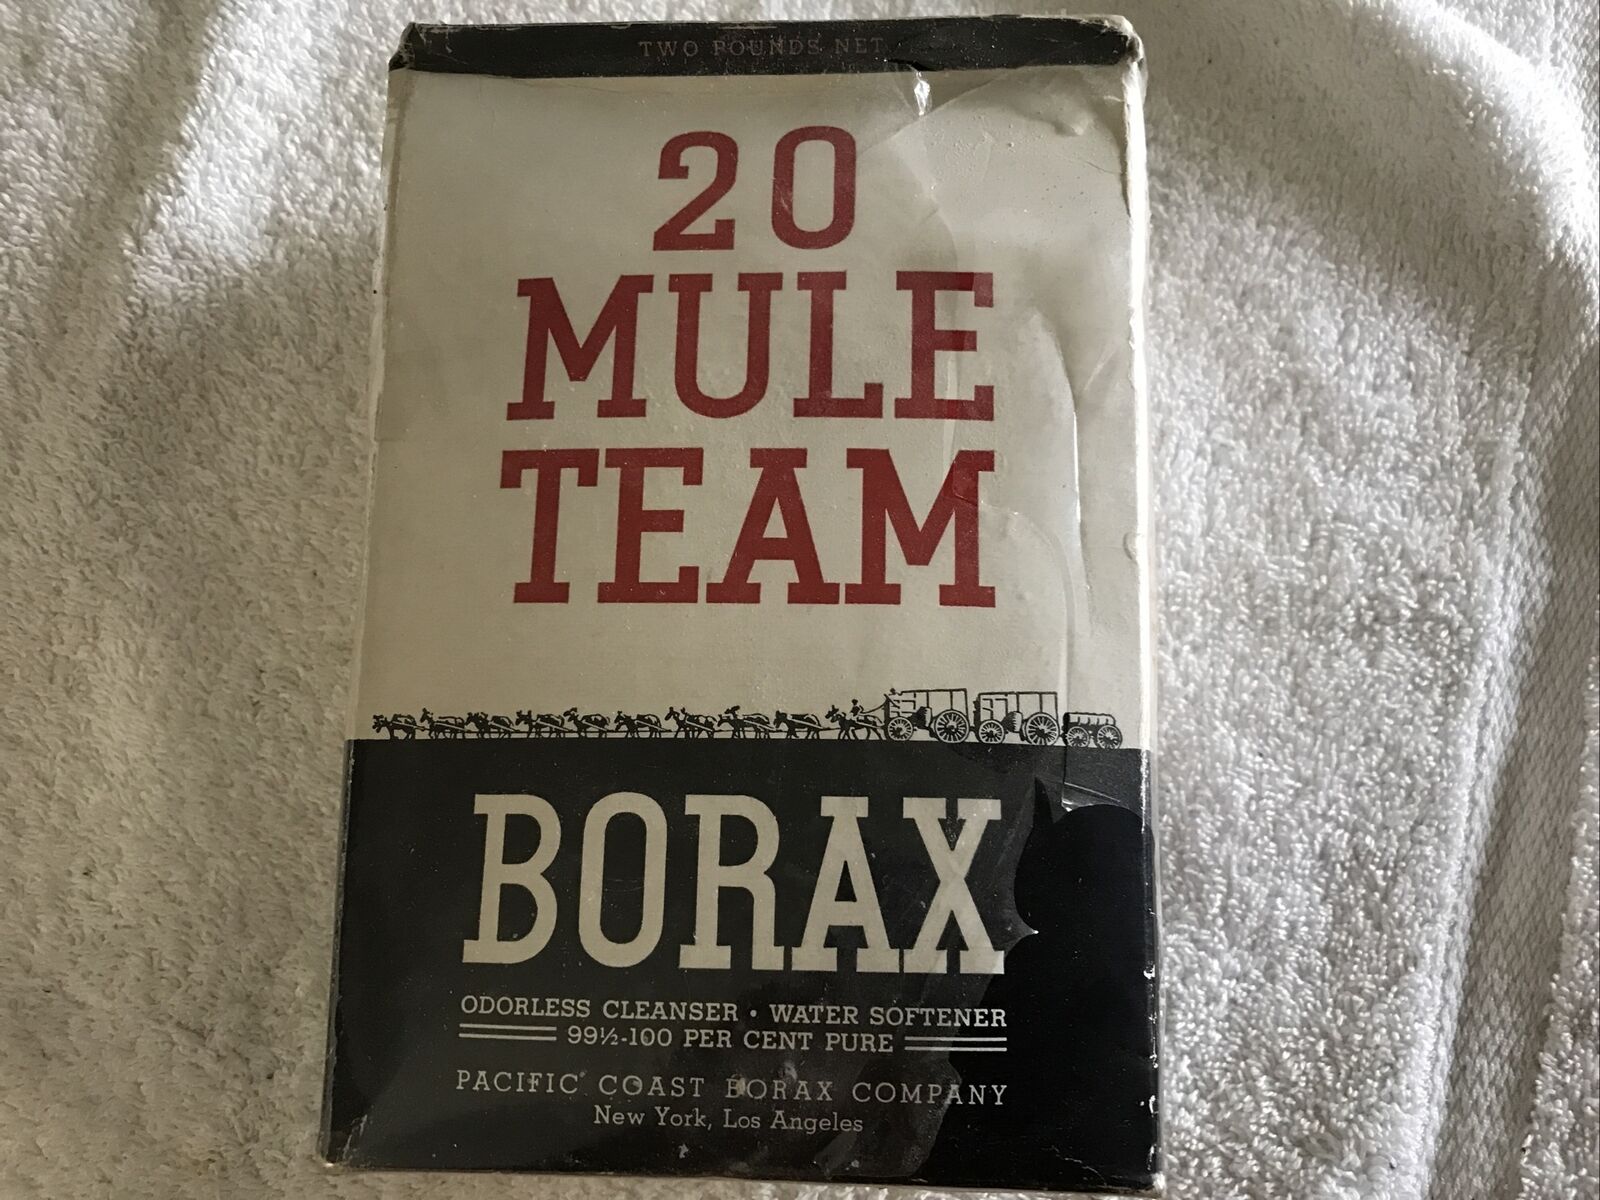 TWO POUNDS NET
20
MULE
TEAM
BORAX
ODORLESS CLEANSER • WATER SOFTENER
99½-100 PER CENT PURE
PACIFIC COAST BORAX COMPANY
New York, Los Angeles